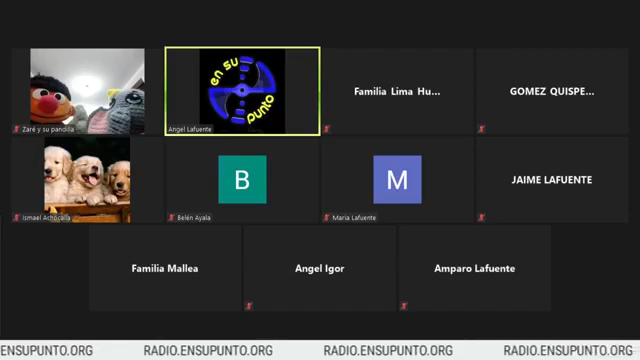 en su
punto
Familia Lima Hu...
GOMEZ QUISPE...
Zaré y su pandilla
Angel Lafuente
B
M
JAIME LAFUENTE
Ismael Achocalla
Belén Ayala
Maria Lafuente
Familia Mallea
Angel Igor
Amparo Lafuente
ENSUPUNTO.ORG
RADIO.ENSUPUNTO.ORG
RADIO.ENSUPUNTO.ORG
RADIO.ENSUPUNTO.ORG